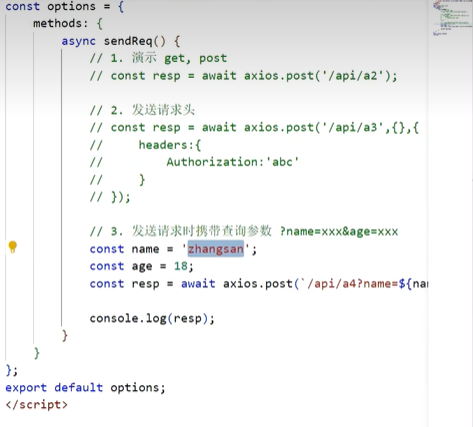 const options = {
methods: {
async sendReq() {
// 1. 演示 get, post
// const resp = await axios.post('/api/a2');
// 2. 发送请求头
// const resp = await axios.post('/api/a3',{},{
//     headers:{
//         Authorization:'abc'
//     }
// });
// 3. 发送请求时携带查询参数 ?name=xxx&age=xxx
const name = 'zhangsan';
const age = 18;
const resp = await axios.post(`/api/a4?name=${nam
console.log(resp);
}
}
};
export default options;
</script>